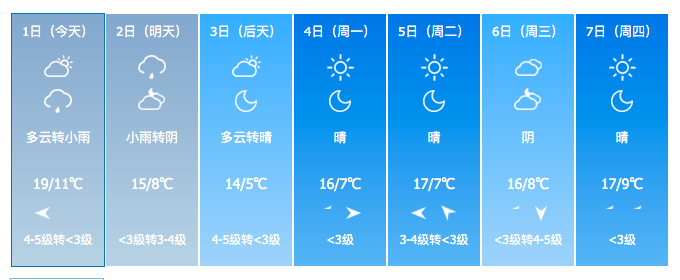 1日（今天）
多云转小雨
19/11℃
4-5级转<3级
2日（明天）
小雨转阴
15/8℃
<3级转3-4级
3日（后天）
多云转晴
14/5℃
4-5级转<3级
4日（周一）
晴
16/7℃
<3级
5日（周二）
晴
17/7℃
3-4级转<3级
6日（周三）
阴
16/8℃
<3级转4-5级
7日（周四）
晴
17/9℃
<3级